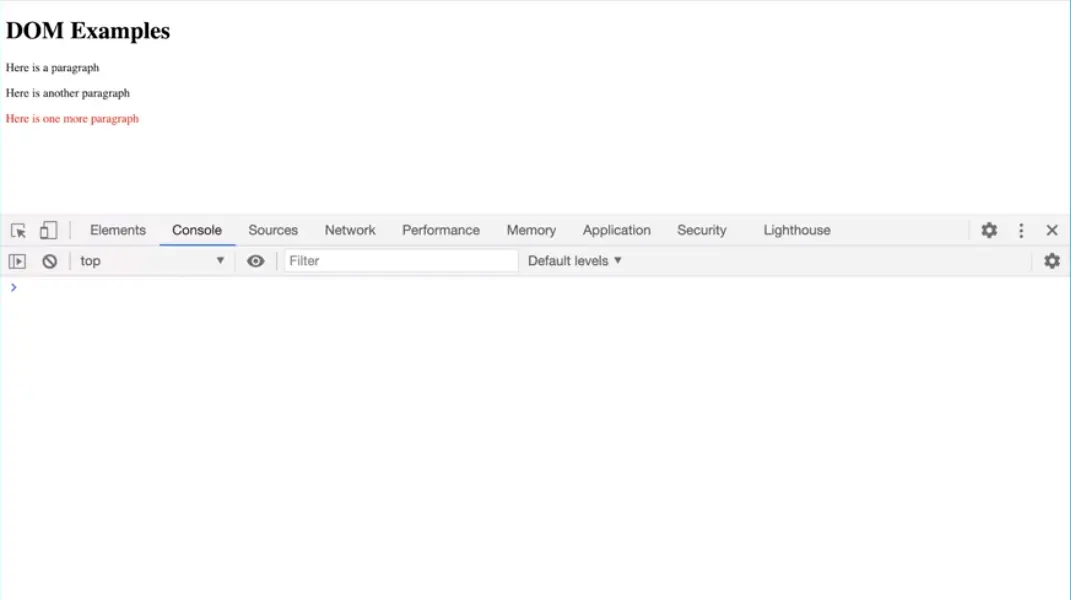 DOM Examples
Here is a paragraph
Here is another paragraph
Here is one more paragraph
Elements Console Sources Network Performance Memory Application Security Lighthouse
top Filter Default levels